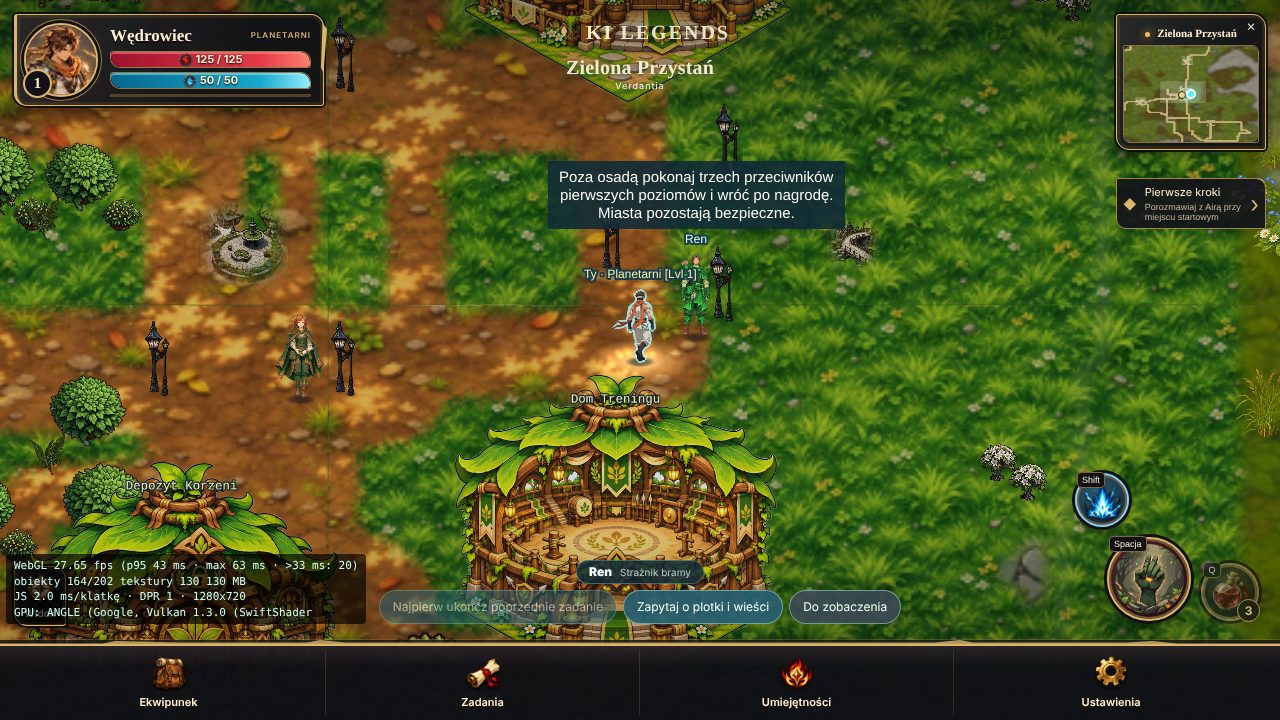 Wędrowiec
PLANETARNI
125 / 125
50 / 50
1
KI LEGENDS
Zielona Przystań
Verdantia
Zielona Przystań
×
Pierwsze kroki
Porozmawiaj z Airą przy
miejscu startowym
Poza osadą pokonaj trzech przeciwników
pierwszych poziomów i wróć po nagrodę.
Miasta pozostają bezpieczne.
Ren
Ty · Planetarni [Lvl 1]
Dom Treningu
Depozyt Korzeni
Shift
Spacja
Q
3
WebGL 27.65 fps (p95 43 ms · max 63 ms · >33 ms: 20)
obiekty 164/202 tekstury 130 130 MB
JS 2.0 ms/klatkę · DPR 1 · 1280x720
GPU: ANGLE (Google, Vulkan 1.3.0 (SwiftShader
Ren Strażnik bramy
Najpierw ukończ poprzednie zadanie
Zapytaj o plotki i wieści
Do zobaczenia
Ekwipunek
Zadania
Umiejętności
Ustawienia